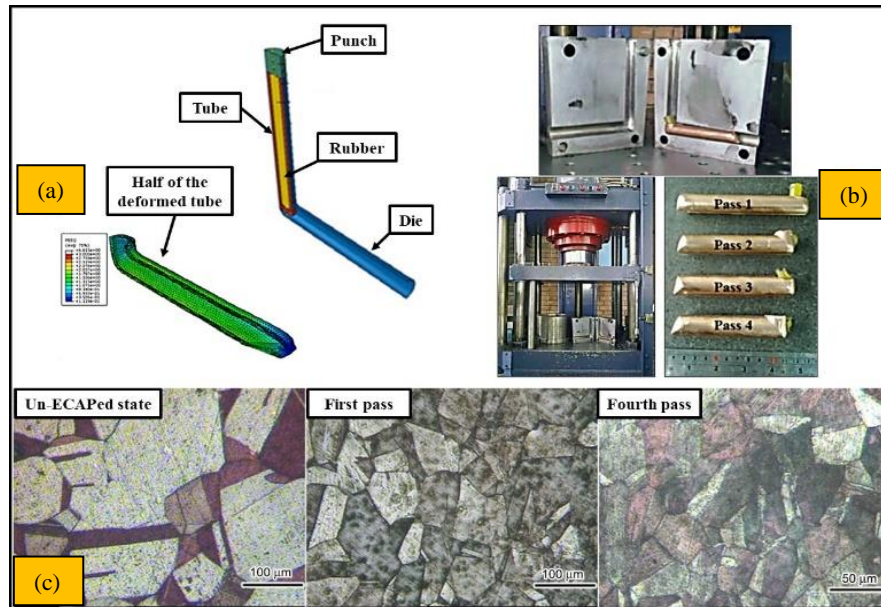 Punch
Tube
Rubber
(a)
Half of the
deformed tube
Die
(b)
Pass 1
Pass 2
Pass 3
Pass 4
Un-ECAPed state
First pass
Fourth pass
100 µm
100 µm
50 µm
(c)